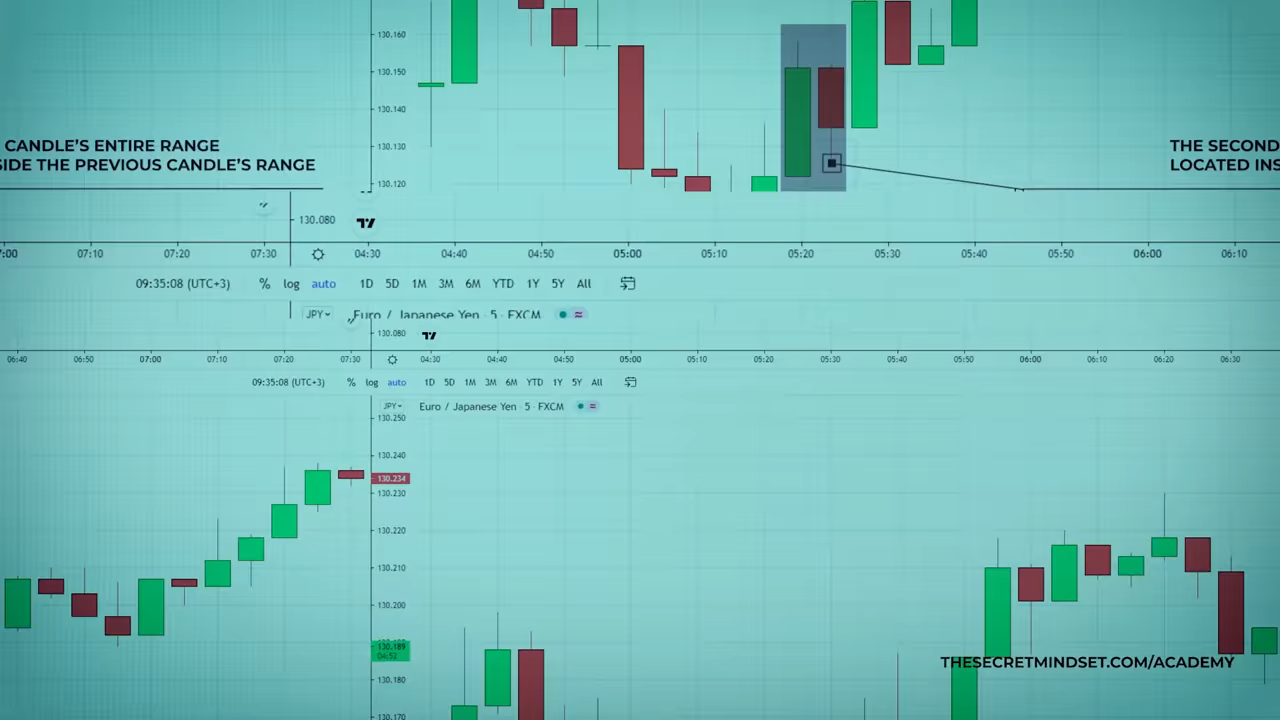 130.160
130.150
130.140
130.130
130.120
CANDLE'S ENTIRE RANGE
SIDE THE PREVIOUS CANDLE'S RANGE
THE SECOND
LOCATED INS
130.080
:00 07:10 07:20 07:30 04:30 04:40 04:50 05:00 05:10 05:20 05:30 05:40 05:50 06:00 06:10
09:35:08 (UTC+3) % log auto 1D 5D 1M 3M 6M YTD 1Y 5Y All
JPY Euro / Japanese Yen · 5 · FXCM
130.080
06:40 06:50 07:00 07:10 07:20 07:30 04:30 04:40 04:50 05:00 05:10 05:20 05:30 05:40 05:50 06:00 06:10 06:20 06:30
09:35:08 (UTC+3) % log auto 1D 5D 1M 3M 6M YTD 1Y 5Y All
JPY Euro / Japanese Yen · 5 · FXCM
130.250
130.240
130.234
130.230
130.220
130.210
130.200
130.189
04:52
130.180
130.170
THESECRETMINDSET.COM/ACADEMY